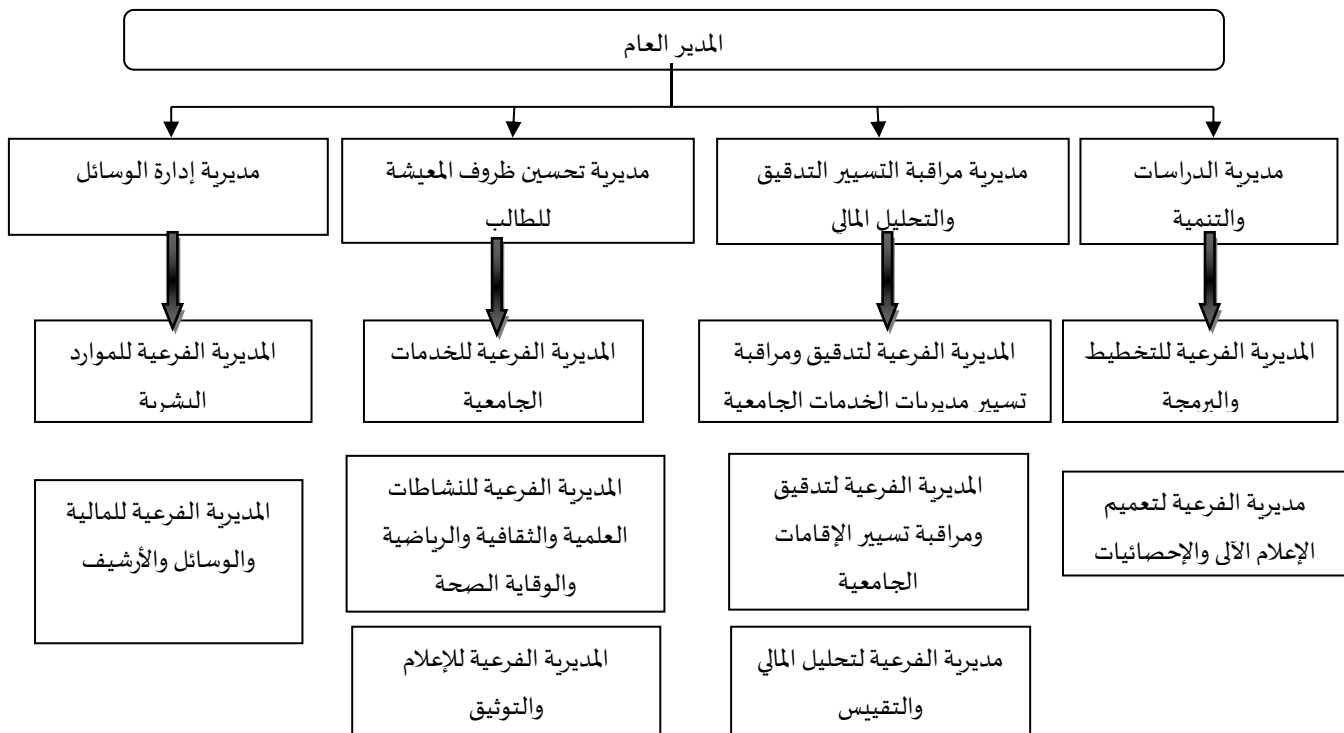 المدير العام
مديرية الدراسات
والتنمية
مديرية مراقبة التسيير التدقيق
والتحليل المالي
مديرية تحسين ظروف المعيشة
للطالب
مديرية إدارة الوسائل
المديرية الفرعية للتخطيط
والبرمجة
المديرية الفرعية لتدقيق ومراقبة
تسيير مديريات الخدمات الجامعية
المديرية الفرعية للخدمات
الجامعية
المديرية الفرعية للموارد
البشرية
مديرية الفرعية لتعميم
الإعلام الآلي والإحصائيات
المديرية الفرعية لتدقيق
ومراقبة تسيير الإقامات
الجامعية
المديرية الفرعية للنشاطات
العلمية والثقافية والرياضية
والوقاية الصحة
المديرية الفرعية للمالية
والوسائل والأرشيف
مديرية الفرعية لتحليل المالي
والتقييس
المديرية الفرعية للإعلام
والتوثيق